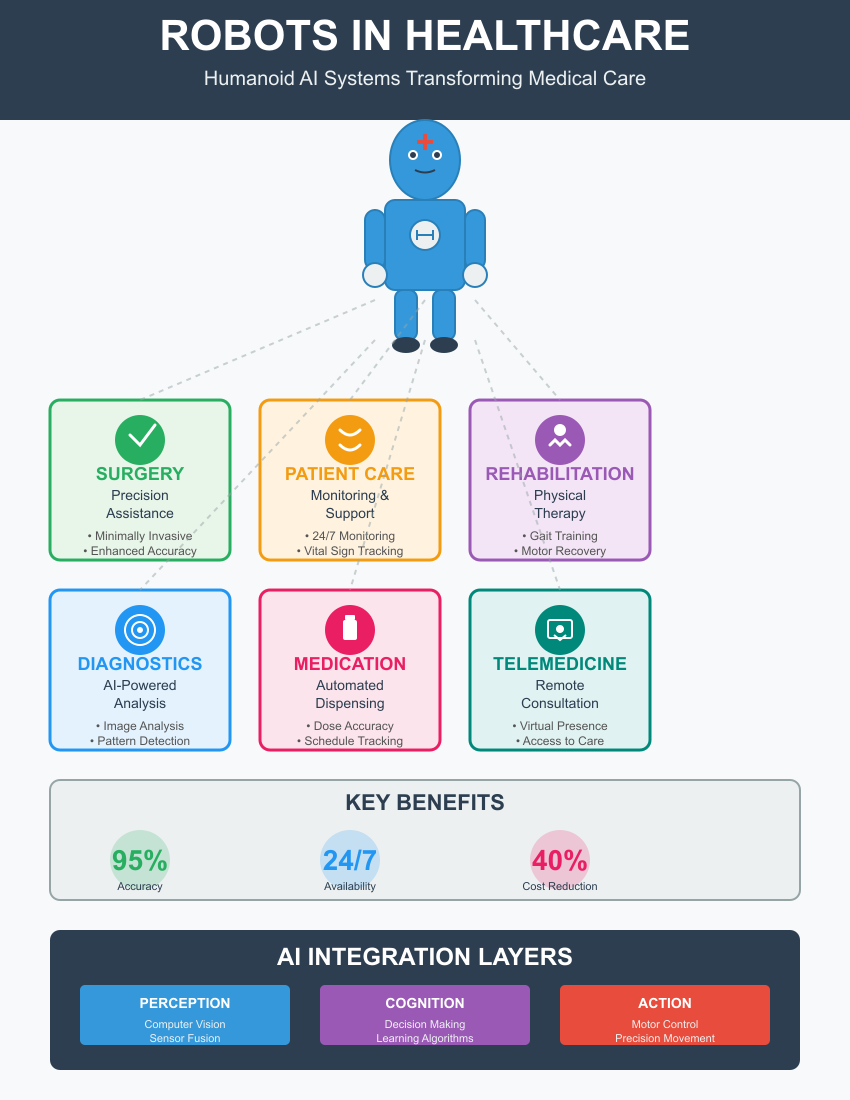 ROBOTS IN HEALTHCARE
Humanoid AI Systems Transforming Medical Care
SURGERY
Precision
Assistance
• Minimally Invasive
• Enhanced Accuracy
PATIENT CARE
Monitoring &
Support
• 24/7 Monitoring
• Vital Sign Tracking
REHABILITATION
Physical
Therapy
• Gait Training
• Motor Recovery
DIAGNOSTICS
AI-Powered
Analysis
• Image Analysis
• Pattern Detection
MEDICATION
Automated
Dispensing
• Dose Accuracy
• Schedule Tracking
TELEMEDICINE
Remote
Consultation
• Virtual Presence
• Access to Care
KEY BENEFITS
95%
Accuracy
24/7
Availability
40%
Cost Reduction
AI INTEGRATION LAYERS
PERCEPTION
Computer Vision
Sensor Fusion
COGNITION
Decision Making
Learning Algorithms
ACTION
Motor Control
Precision Movement